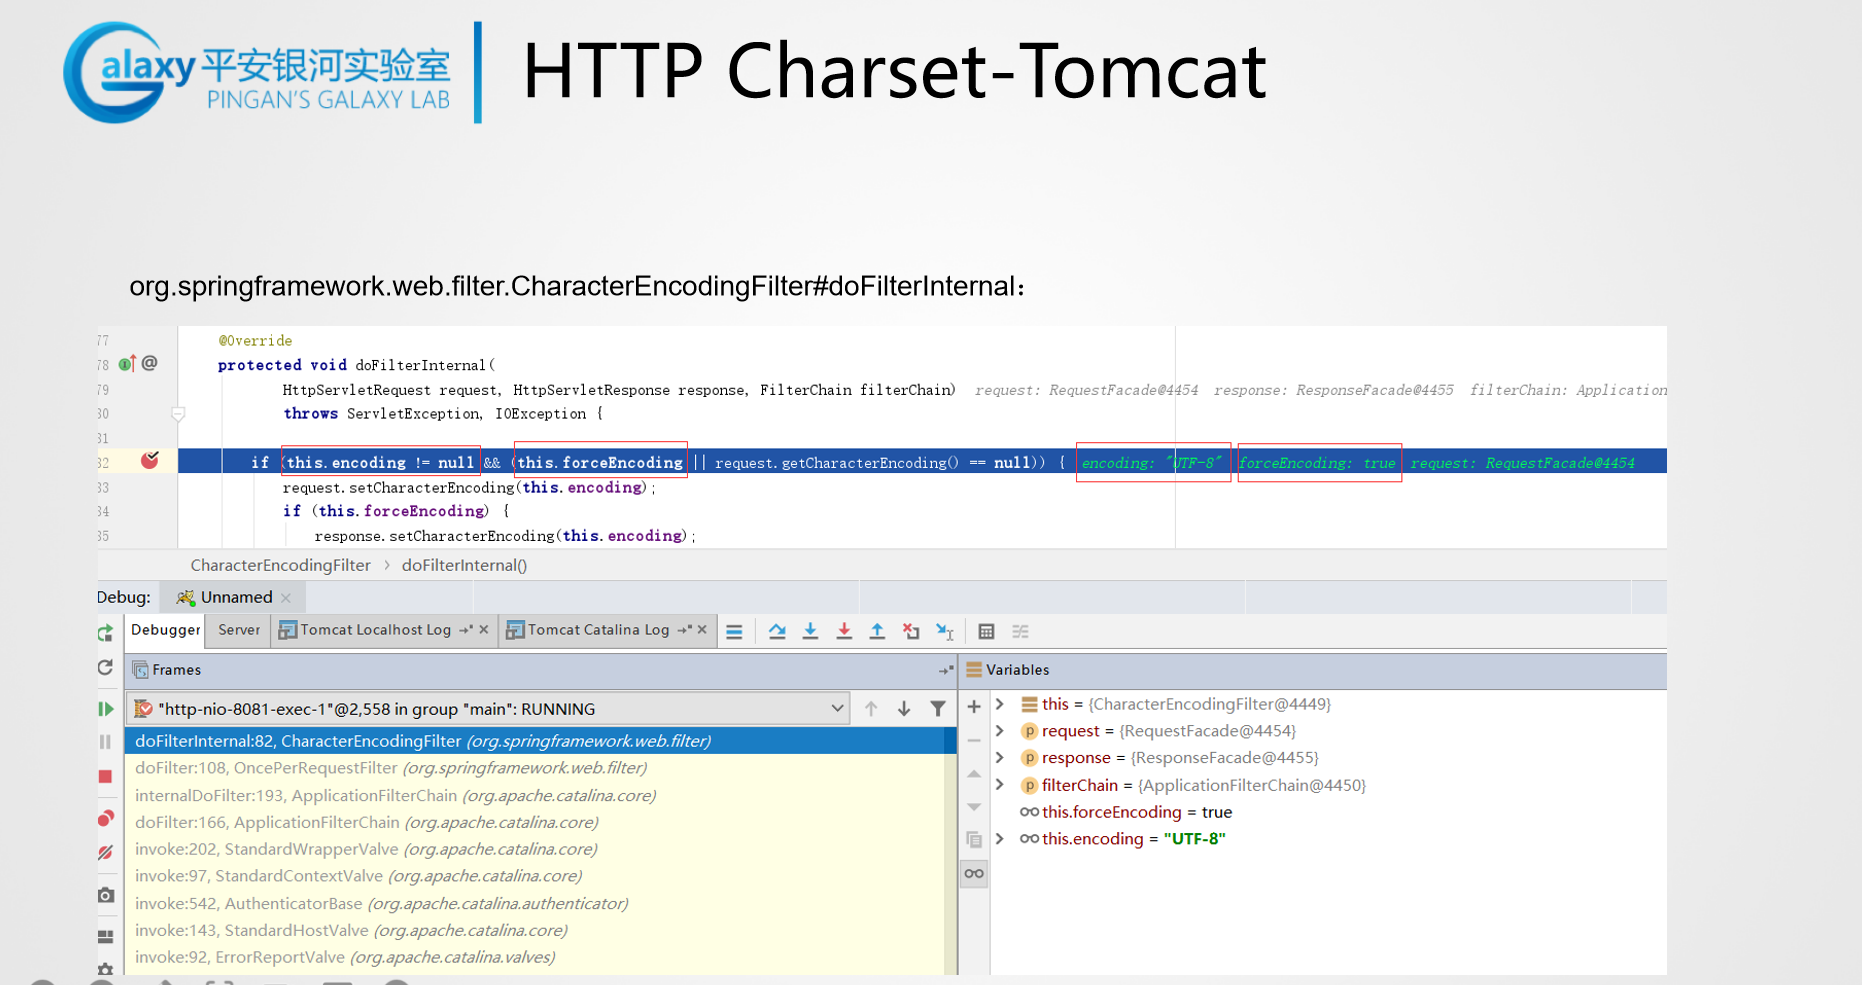 Galaxy 平安银河实验室
PINGAN'S GALAXY LAB
HTTP Charset-Tomcat
org.springframework.web.filter.CharacterEncodingFilter#doFilterInternal：
77 @Override
78 @ protected void doFilterInternal(
79 HttpServletRequest request, HttpServletResponse response, FilterChain filterChain) request: RequestFacade@4454 response: ResponseFacade@4455 filterChain: Application
80 throws ServletException, IOException {
81
82 if (this.encoding != null && (this.forceEncoding || request.getCharacterEncoding() == null)) { encoding: "UTF-8" forceEncoding: true request: RequestFacade@4454
83 request.setCharacterEncoding(this.encoding);
84 if (this.forceEncoding) {
85 response.setCharacterEncoding(this.encoding);
CharacterEncodingFilter › doFilterInternal()
Debug: Unnamed
Debugger Server Tomcat Localhost Log Tomcat Catalina Log
Frames
"http-nio-8081-exec-1"@2,558 in group "main": RUNNING
doFilterInternal:82, CharacterEncodingFilter (org.springframework.web.filter)
doFilter:108, OncePerRequestFilter (org.springframework.web.filter)
internalDoFilter:193, ApplicationFilterChain (org.apache.catalina.core)
doFilter:166, ApplicationFilterChain (org.apache.catalina.core)
invoke:202, StandardWrapperValve (org.apache.catalina.core)
invoke:97, StandardContextValve (org.apache.catalina.core)
invoke:542, AuthenticatorBase (org.apache.catalina.authenticator)
invoke:143, StandardHostValve (org.apache.catalina.core)
invoke:92, ErrorReportValve (org.apache.catalina.valves)
Variables
this = {CharacterEncodingFilter@4449}
request = {RequestFacade@4454}
response = {ResponseFacade@4455}
filterChain = {ApplicationFilterChain@4450}
this.forceEncoding = true
this.encoding = "UTF-8"